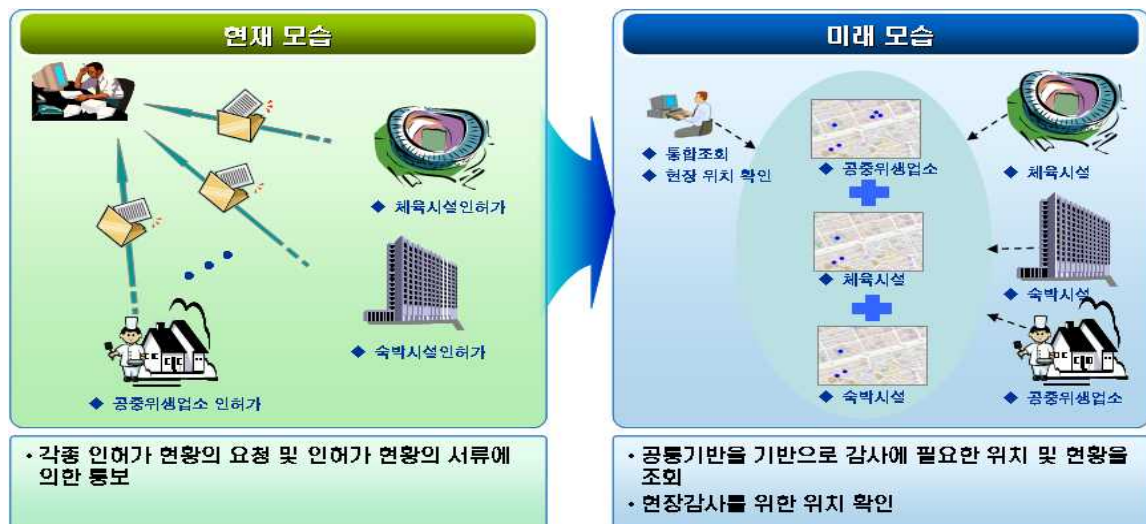 현재 모습
◆ 체육시설인허가
◆ 숙박시설인허가
◆ 공중위생업소 인허가
• 각종 인허가 현황의 요청 및 인허가 현황의 서류에
의한 통보
미래 모습
◆ 통합조회
◆ 현장 위치 확인
◆ 공중위생업소
◆ 체육시설
◆ 숙박시설
◆ 체육시설
◆ 숙박시설
◆ 공중위생업소
• 공통기반을 기반으로 감사에 필요한 위치 및 현황을
조회
• 현장감사를 위한 위치 확인